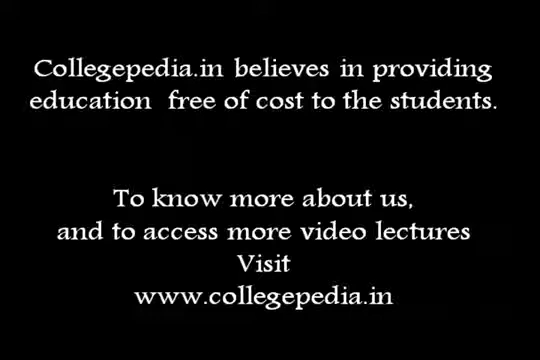 Collegepedia.in believes in providing
education free of cost to the students.
To know more about us,
and to access more video lectures
Visit
www.collegepedia.in